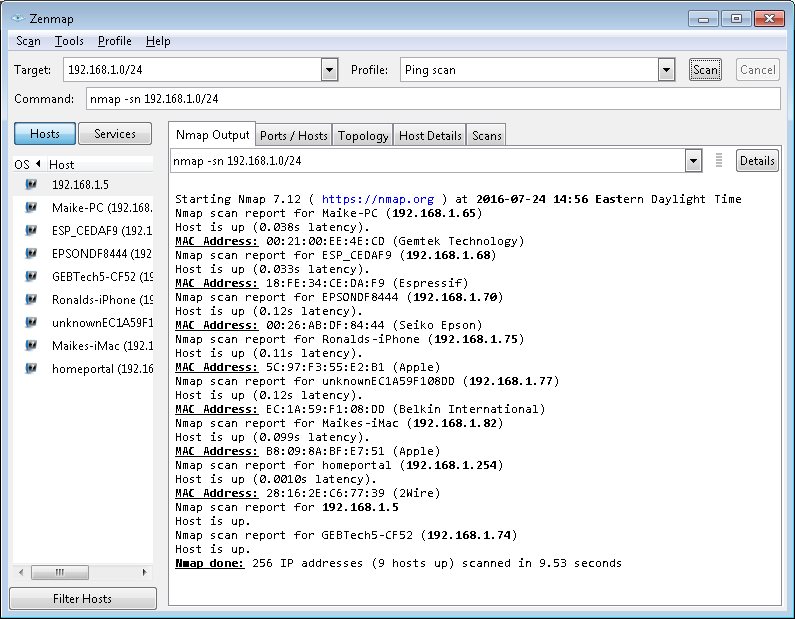 Zenmap
Scan Tools Profile Help
Target: 192.168.1.0/24 Profile: Ping scan Scan Cancel
Command: nmap -sn 192.168.1.0/24
Hosts Services
OS Host
192.168.1.5
Maike-PC (192.168.
ESP_CEDAF9 (192.1
EPSONDF8444 (192
GEBTech5-CF52 (19
Ronalds-iPhone (19
unknownEC1A59F1
Maikes-iMac (192.1
homeportal (192.16
Filter Hosts
Nmap Output Ports / Hosts Topology Host Details Scans
nmap -sn 192.168.1.0/24 Details
Starting Nmap 7.12 ( https://nmap.org ) at 2016-07-24 14:56 Eastern Daylight Time
Nmap scan report for Maike-PC (192.168.1.65)
Host is up (0.038s latency).
MAC Address: 00:21:00:EE:4E:CD (Gemtek Technology)
Nmap scan report for ESP_CEDAF9 (192.168.1.68)
Host is up (0.033s latency).
MAC Address: 18:FE:34:CE:DA:F9 (Espressif)
Nmap scan report for EPSONDF8444 (192.168.1.70)
Host is up (0.12s latency).
MAC Address: 00:26:AB:DF:84:44 (Seiko Epson)
Nmap scan report for Ronalds-iPhone (192.168.1.75)
Host is up (0.11s latency).
MAC Address: 5C:97:F3:55:E2:B1 (Apple)
Nmap scan report for unknownEC1A59F108DD (192.168.1.77)
Host is up (0.12s latency).
MAC Address: EC:1A:59:F1:08:DD (Belkin International)
Nmap scan report for Maikes-iMac (192.168.1.82)
Host is up (0.099s latency).
MAC Address: B8:09:8A:BF:E7:51 (Apple)
Nmap scan report for homeportal (192.168.1.254)
Host is up (0.0010s latency).
MAC Address: 28:16:2E:C6:77:39 (2Wire)
Nmap scan report for 192.168.1.5
Host is up.
Nmap scan report for GEBTech5-CF52 (192.168.1.74)
Host is up.
Nmap done: 256 IP addresses (9 hosts up) scanned in 9.53 seconds